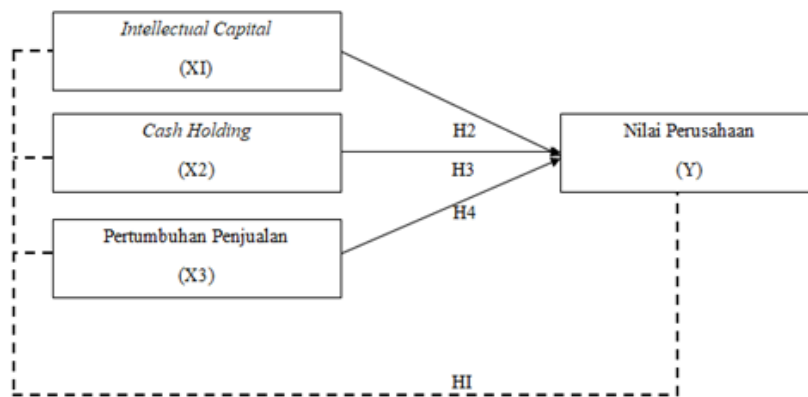 Intellectual Capital
(XI)
H2
Cash Holding
(X2)
Nilai Perusahaan
(Y)
H3
H4
Pertumbuhan Penjualan
(X3)
HI